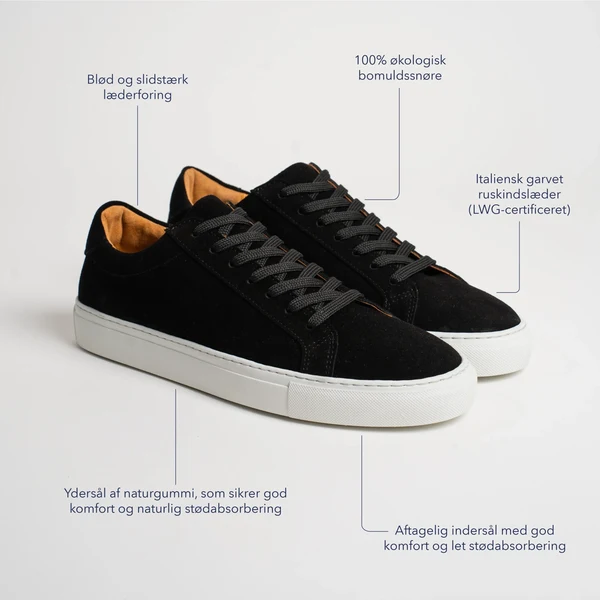 Blød og slidstærk
læderforing
100% økologisk
bomuldssnøre
Italiensk garvet
ruskindslæder
(LWG-certificeret)
Ydersål af naturgummi, som sikrer god
komfort og naturlig stødabsorbering
Aftagelig indersål med god
komfort og let stødabsorbering